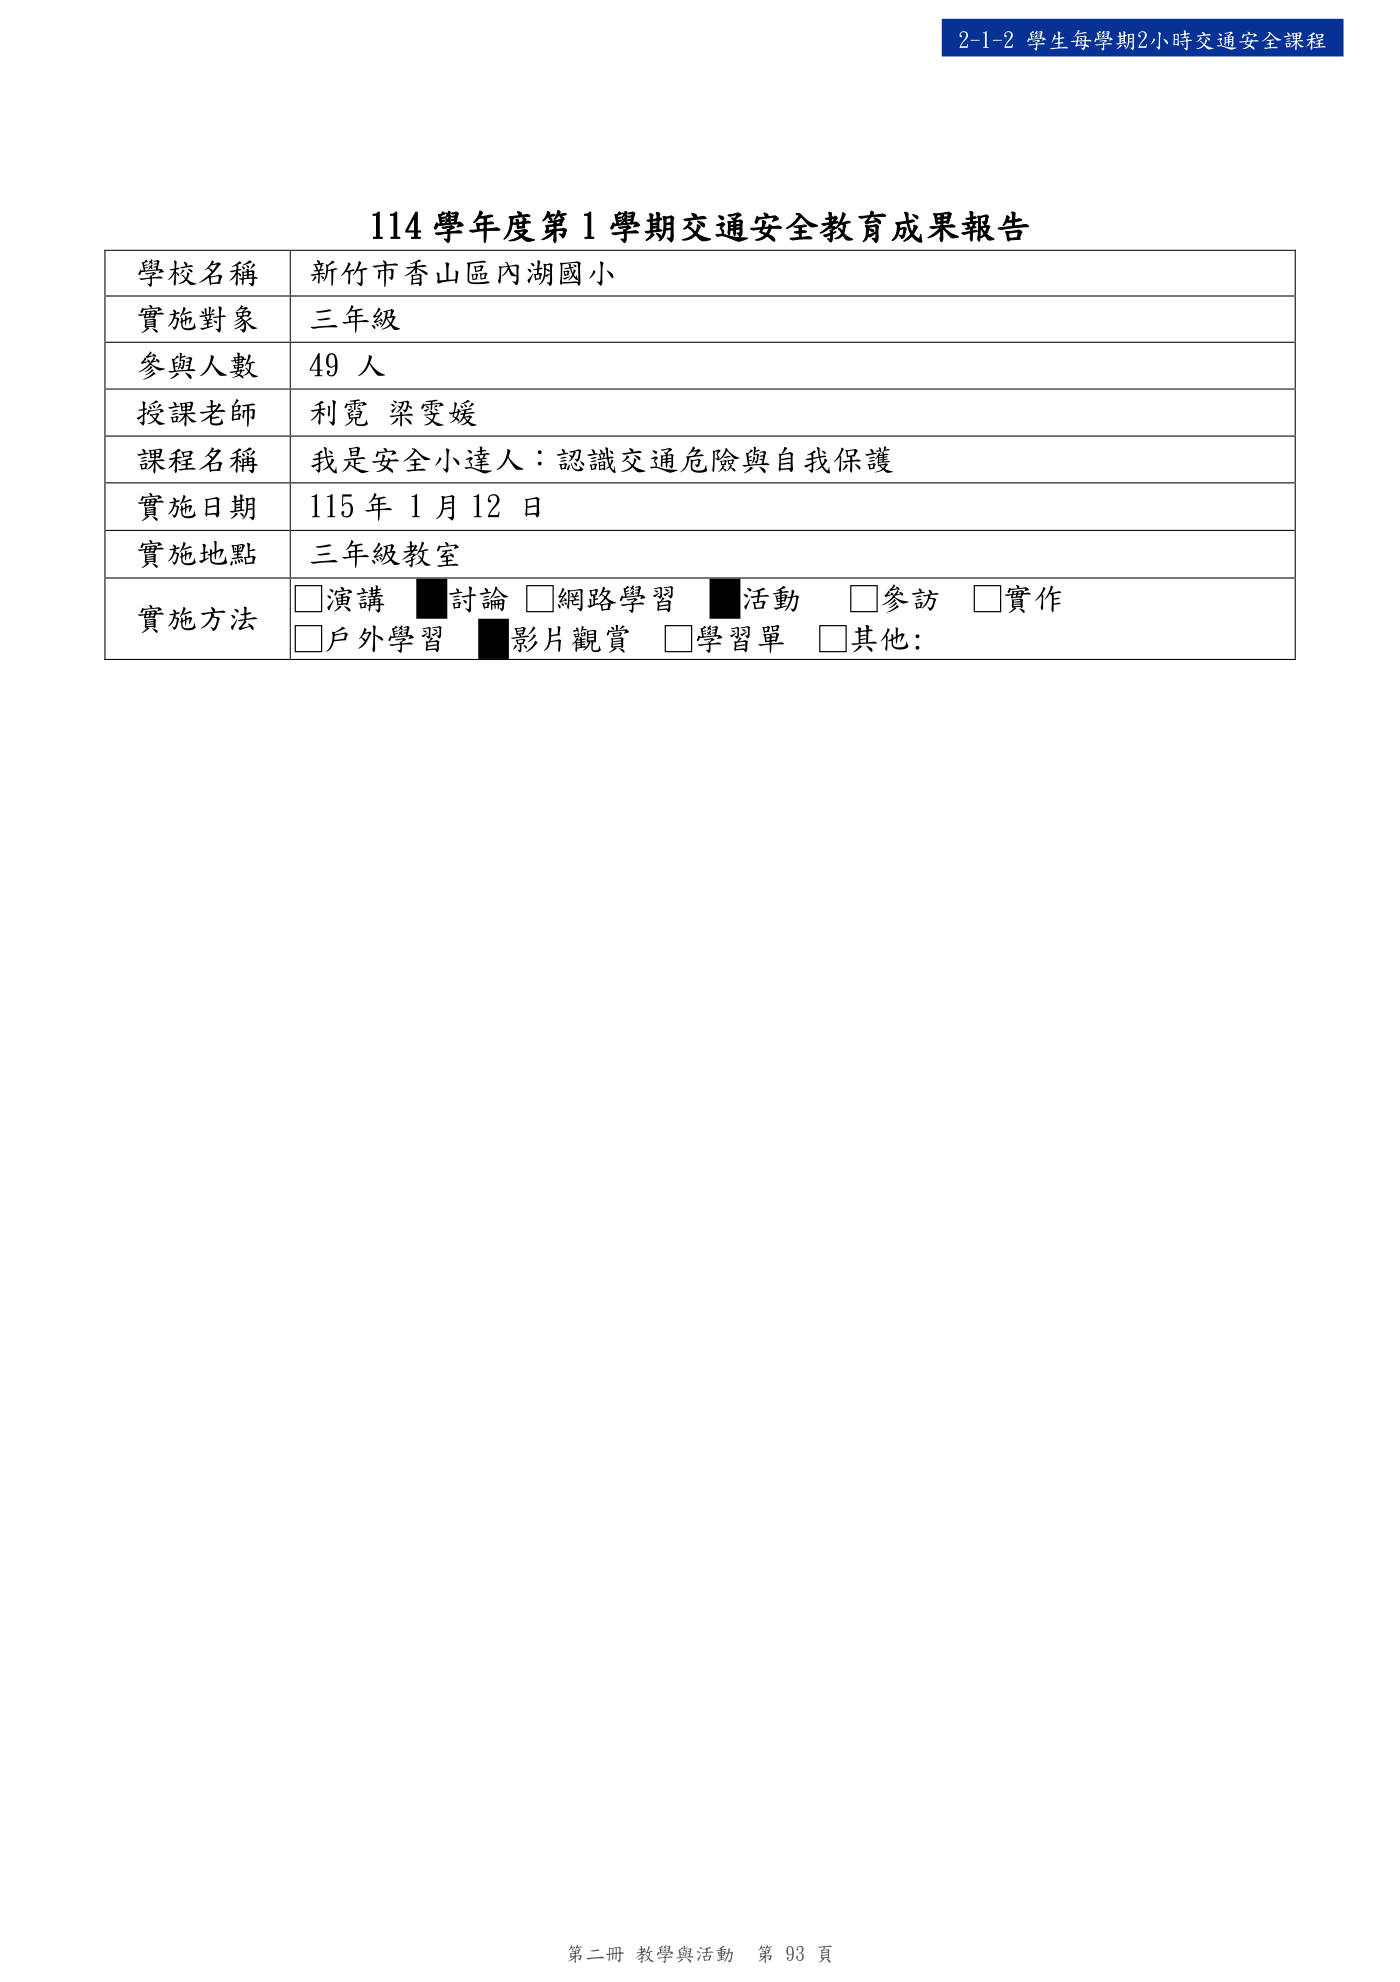 2-1-2 學生每學期2小時交通安全課程
114 學年度第 1 學期交通安全教育成果報告
學校名稱 新竹市香山區內湖國小
實施對象 三年級
參與人數 49 人
授課老師 利霓 梁雯媛
課程名稱 我是安全小達人：認識交通危險與自我保護
實施日期 115 年 1 月 12 日
實施地點 三年級教室
實施方法 □演講 ■討論 □網路學習 ■活動 □參訪 □實作
□戶外學習 ■影片觀賞 □學習單 □其他:
第二冊 教學與活動 第 93 頁